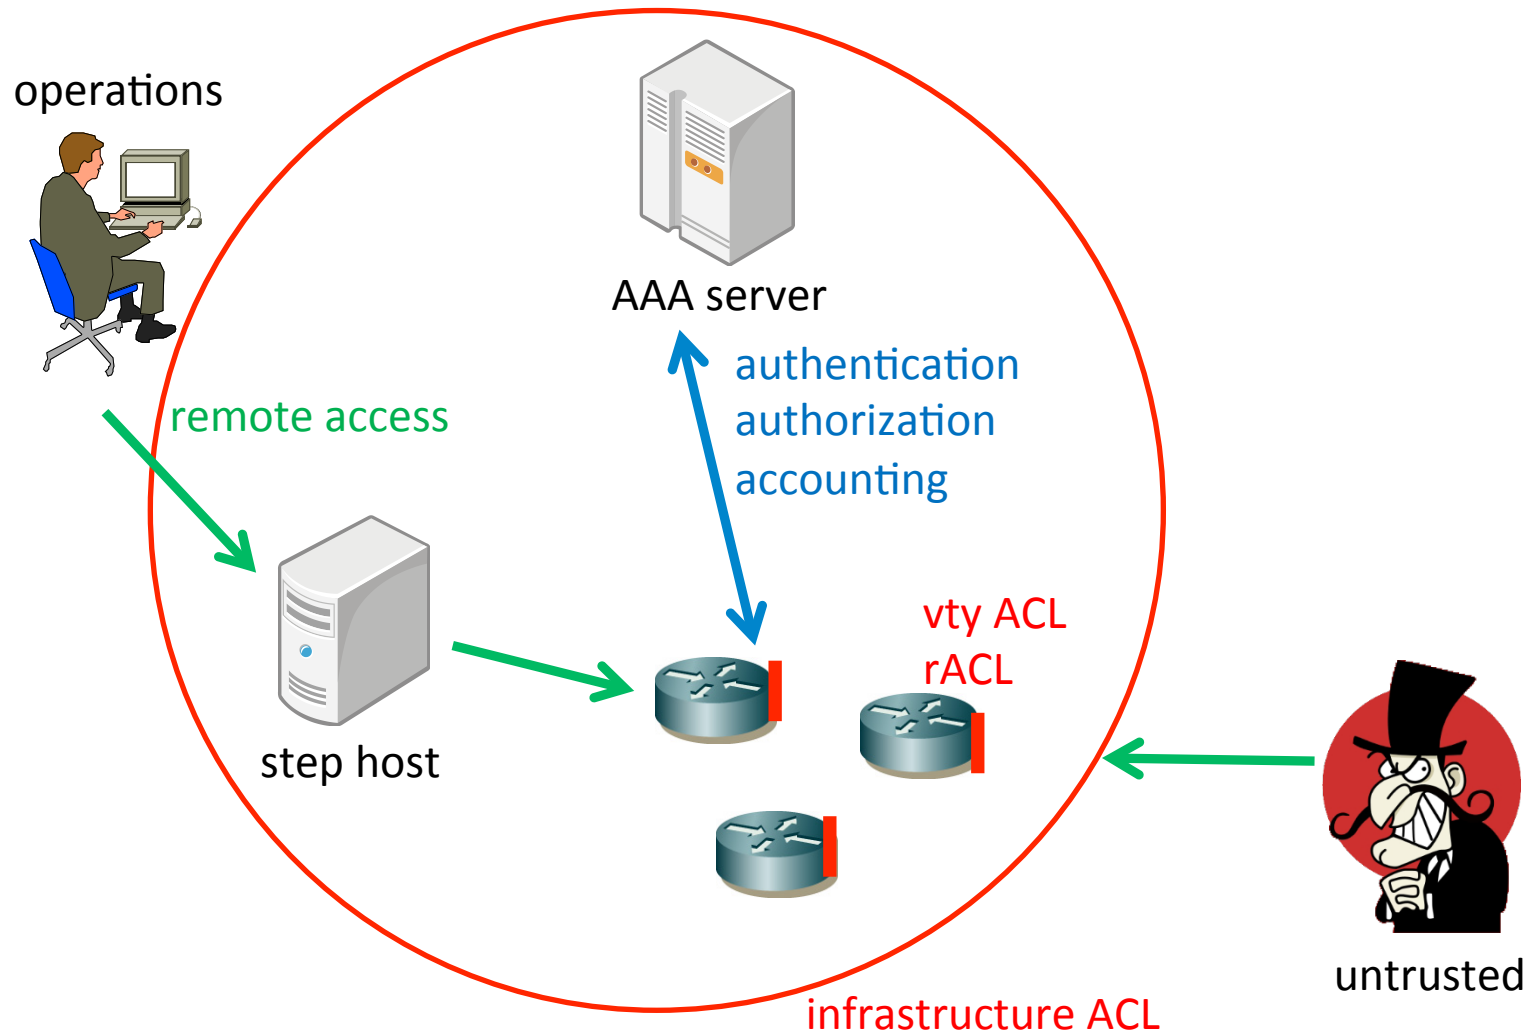 operations
AAA server
authentication
authorization
accounting
remote access
vty ACL
rACL
step host
untrusted
infrastructure ACL